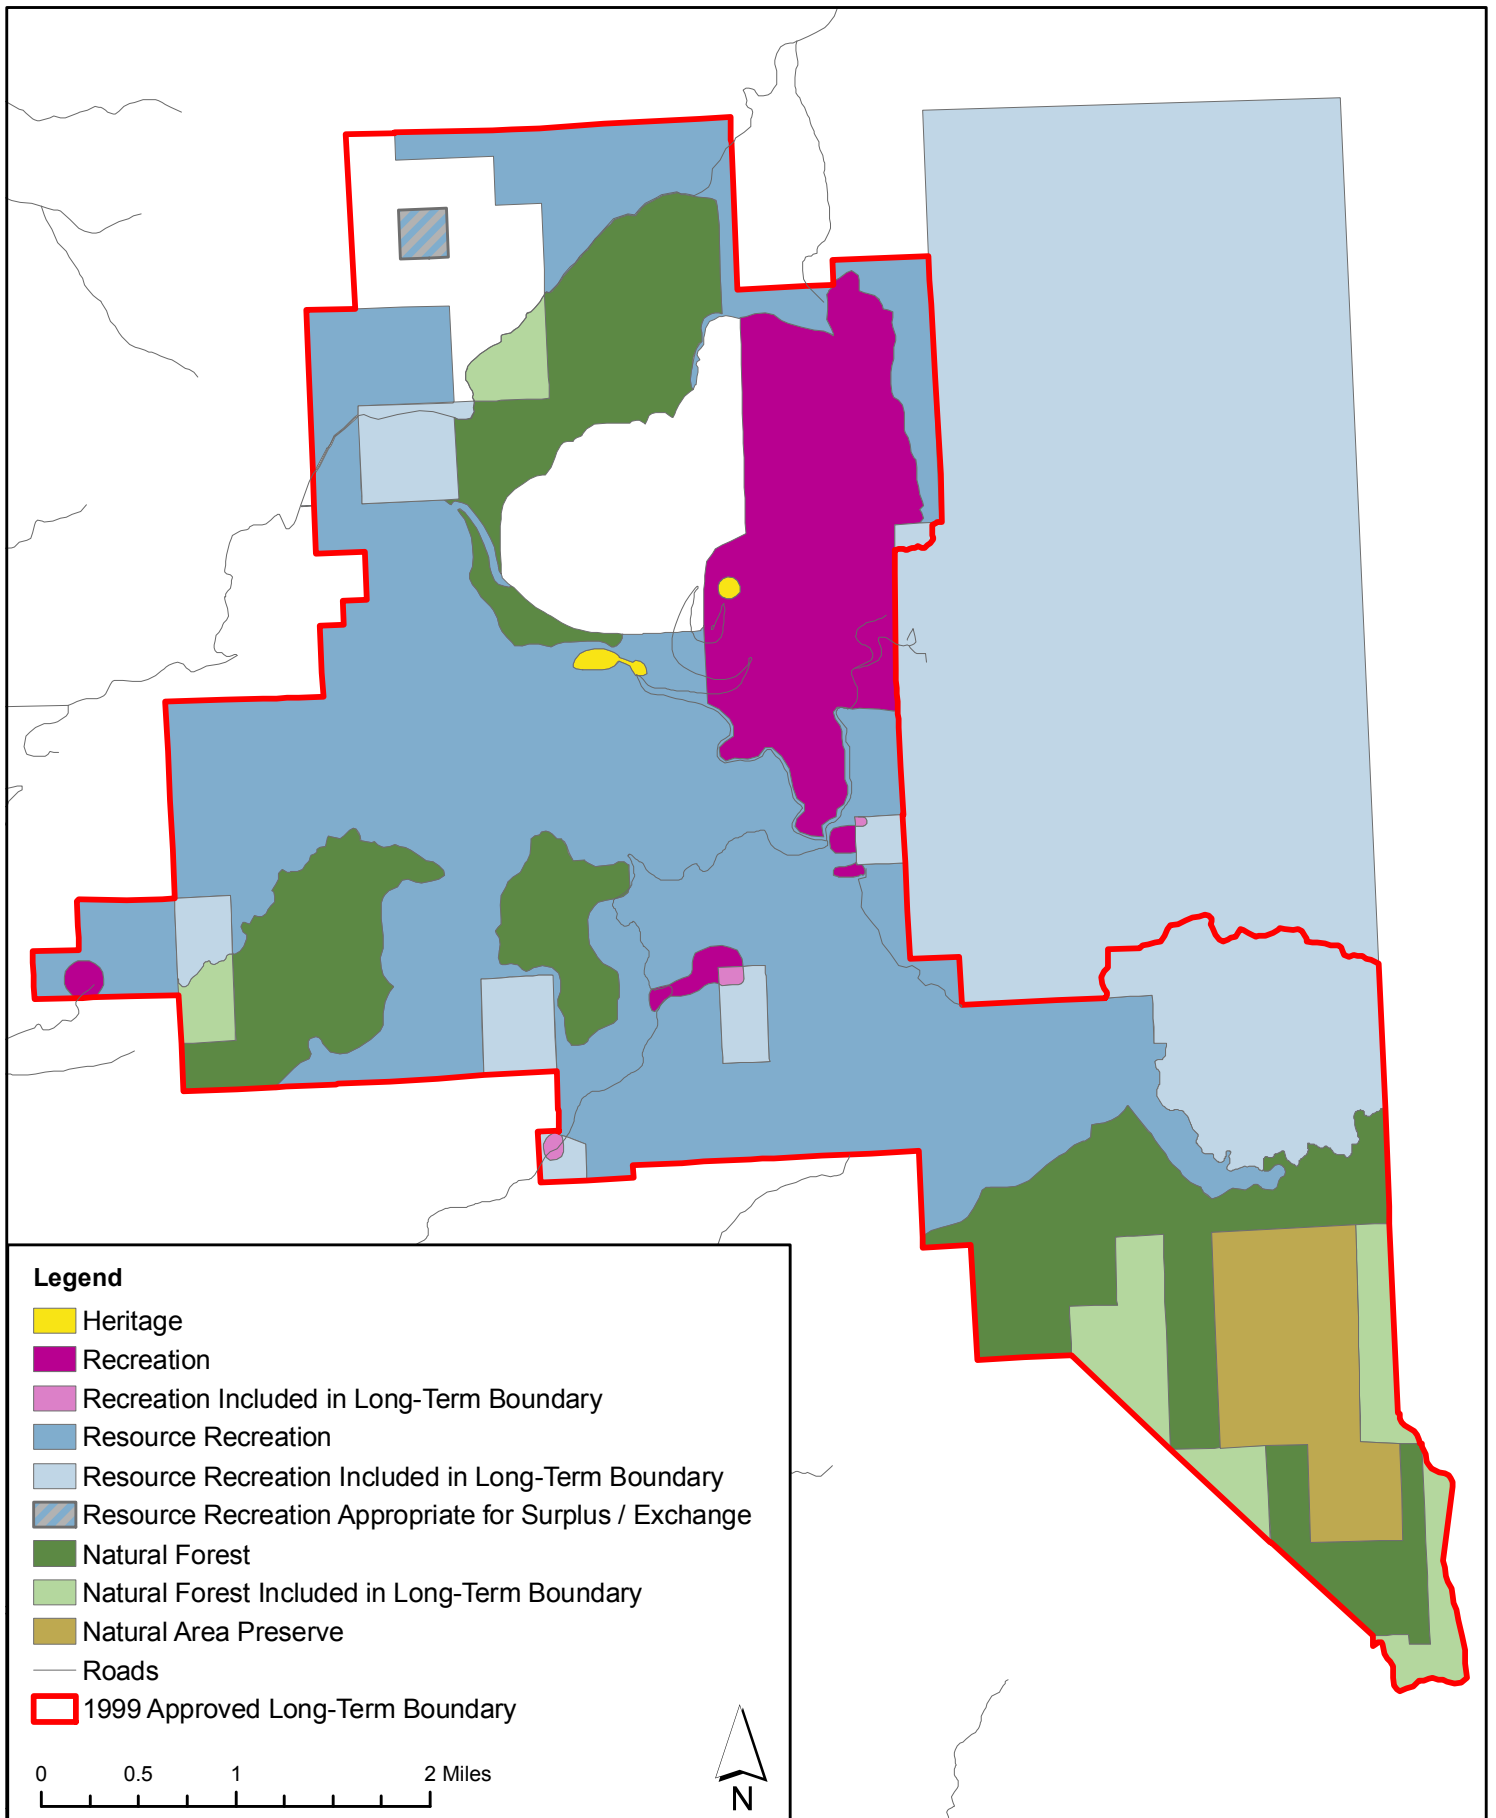 Legend
Heritage
Recreation
Recreation Included in Long-Term Boundary
Resource Recreation
Resource Recreation Included in Long-Term Boundary
Resource Recreation Appropriate for Surplus / Exchange
Natural Forest
Natural Forest Included in Long-Term Boundary
Natural Area Preserve
Roads
1999 Approved Long-Term Boundary
0 0.5 1 2 Miles
N